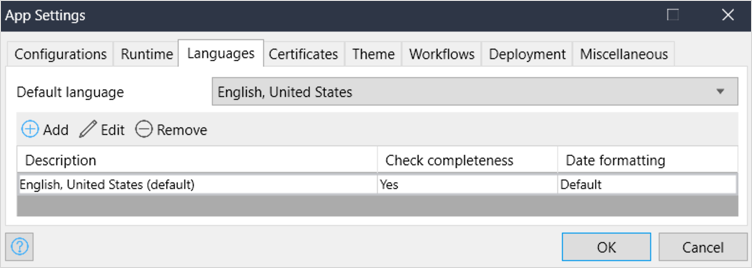 App Settings
Configurations Runtime Languages Certificates Theme Workflows Deployment Miscellaneous
Default language English, United States
Add Edit Remove
Description Check completeness Date formatting
English, United States (default) Yes Default
? OK Cancel